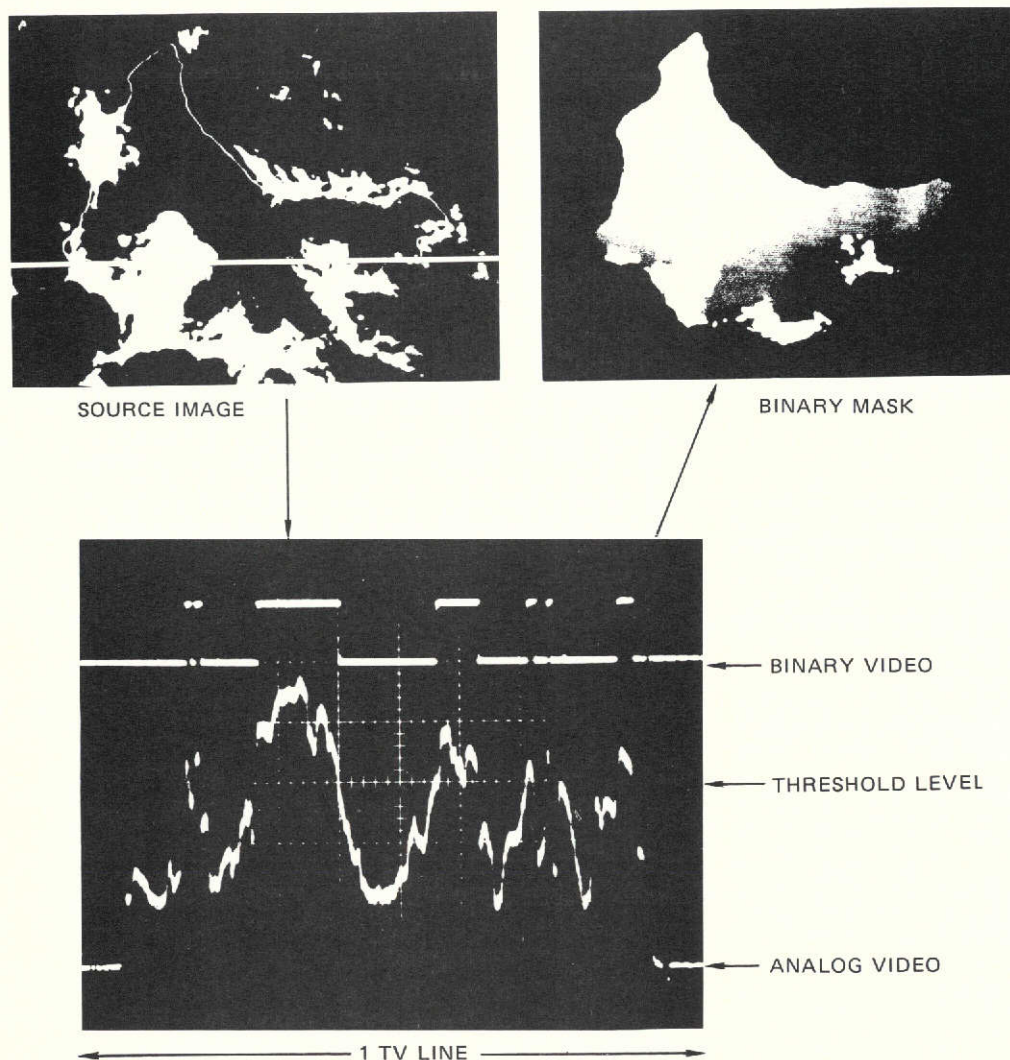 SOURCE IMAGE
BINARY MASK
BINARY VIDEO
THRESHOLD LEVEL
ANALOG VIDEO
1 TV LINE